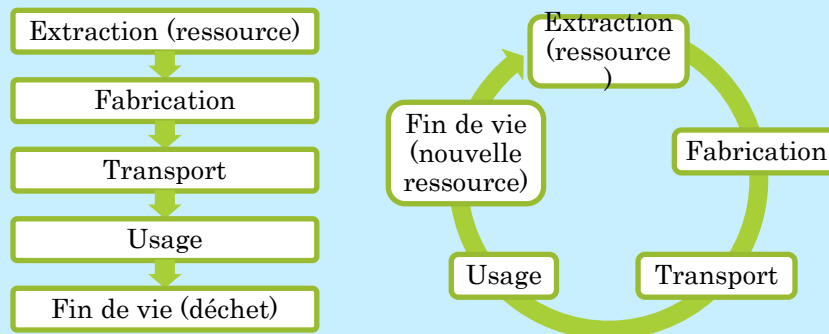 Extraction (ressource)
Fabrication
Transport
Usage
Fin de vie (déchet)
Extraction
(ressource
)
Fabrication
Transport
Usage
Fin de vie
(nouvelle
ressource)